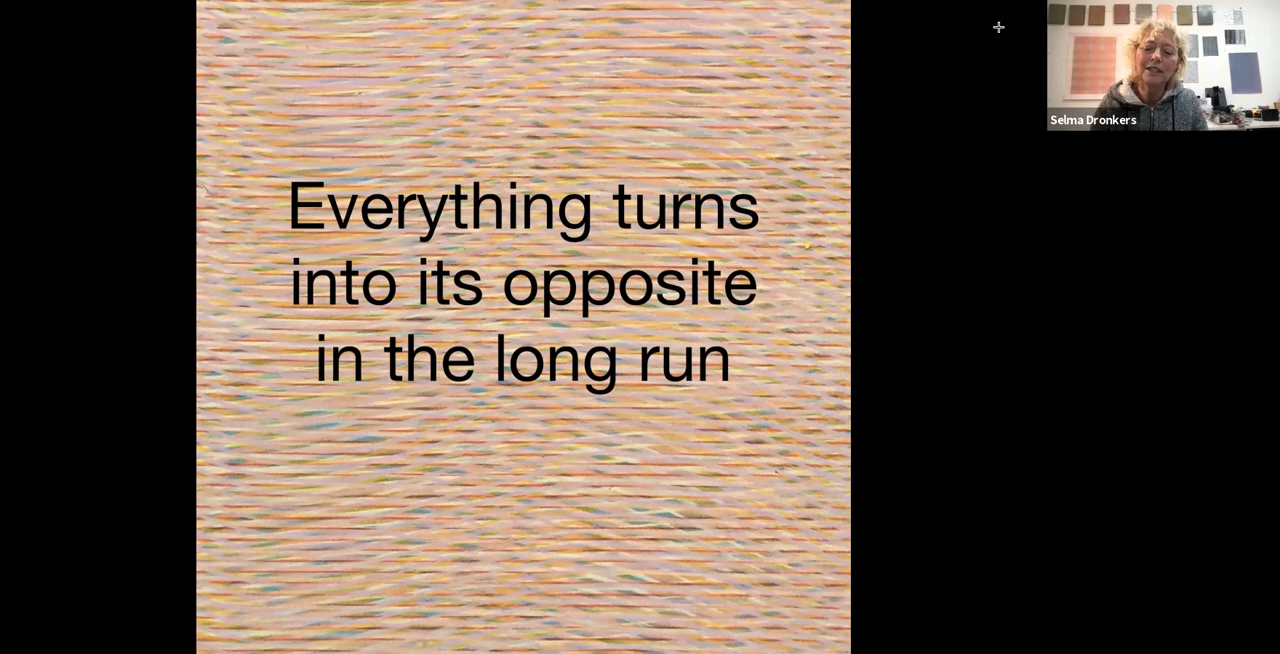 Everything turns
into its opposite
in the long run
Selma Dronkers